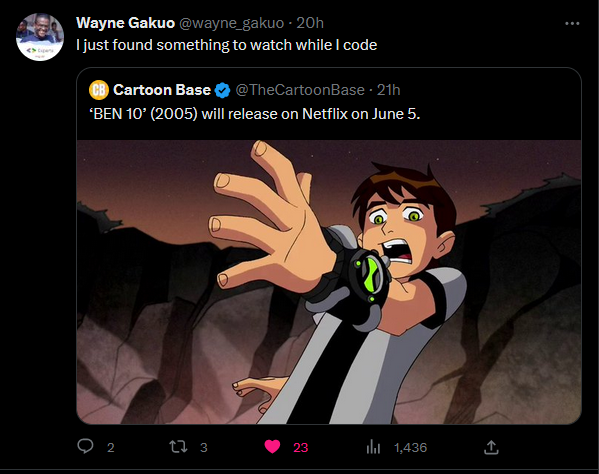 Wayne Gakuo @wayne_gakuo · 20h
I just found something to watch while I code
CB Cartoon Base @TheCartoonBase · 21h
‘BEN 10’ (2005) will release on Netflix on June 5.
2 3 23 1,436